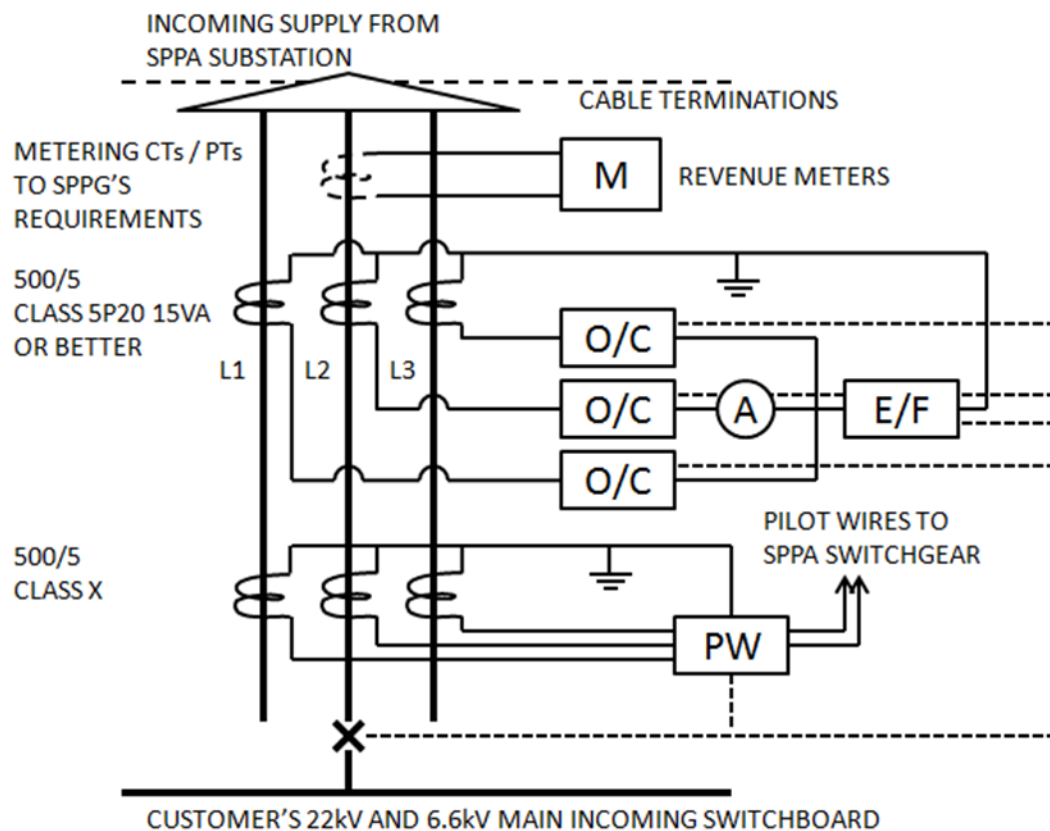 INCOMING SUPPLY FROM
SPPA SUBSTATION
CABLE TERMINATIONS
METERING CTs / PTs
TO SPPG'S
REQUIREMENTS
M
REVENUE METERS
500/5
CLASS 5P20 15VA
OR BETTER
L1
L2
L3
O/C
O/C
A
E/F
O/C
PILOT WIRES TO
SPPA SWITCHGEAR
500/5
CLASS X
PW
CUSTOMER'S 22kV AND 6.6kV MAIN INCOMING SWITCHBOARD